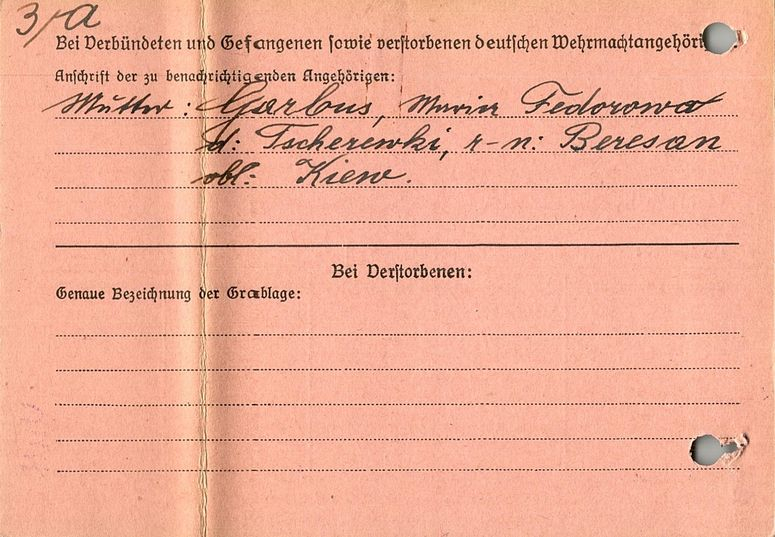 3/a
Bei Verbündeten und Gefangenen sowie verstorbenen deutschen Wehrmachtangehöri
Anschrift der zu benachrichtigenden Angehörigen:
Mutter: Garbus, Maria Fedorowa
d: Tscherewki, r-n: Beresan
obl: Kiew.
Bei Verstorbenen:
Genaue Bezeichnung der Grablage: